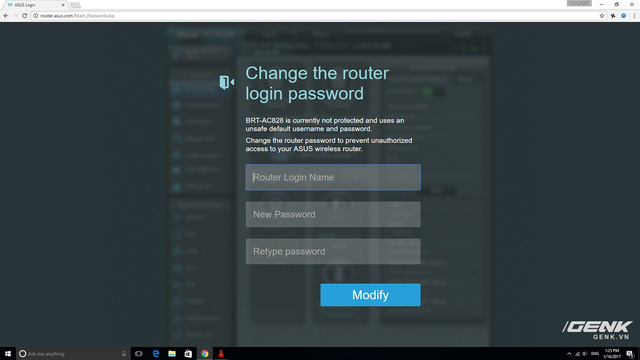 ASUS Login
router.asus.com/Main_Password.asp
Change the router
login password
BRT-AC828 is currently not protected and uses an
unsafe default username and password.
Change the router password to prevent unauthorized
access to your ASUS wireless router.
Router Login Name
New Password
Retype password
Modify
GENK
GENK.VN
Ask me anything
ENG
1:25 PM
1/16/2017